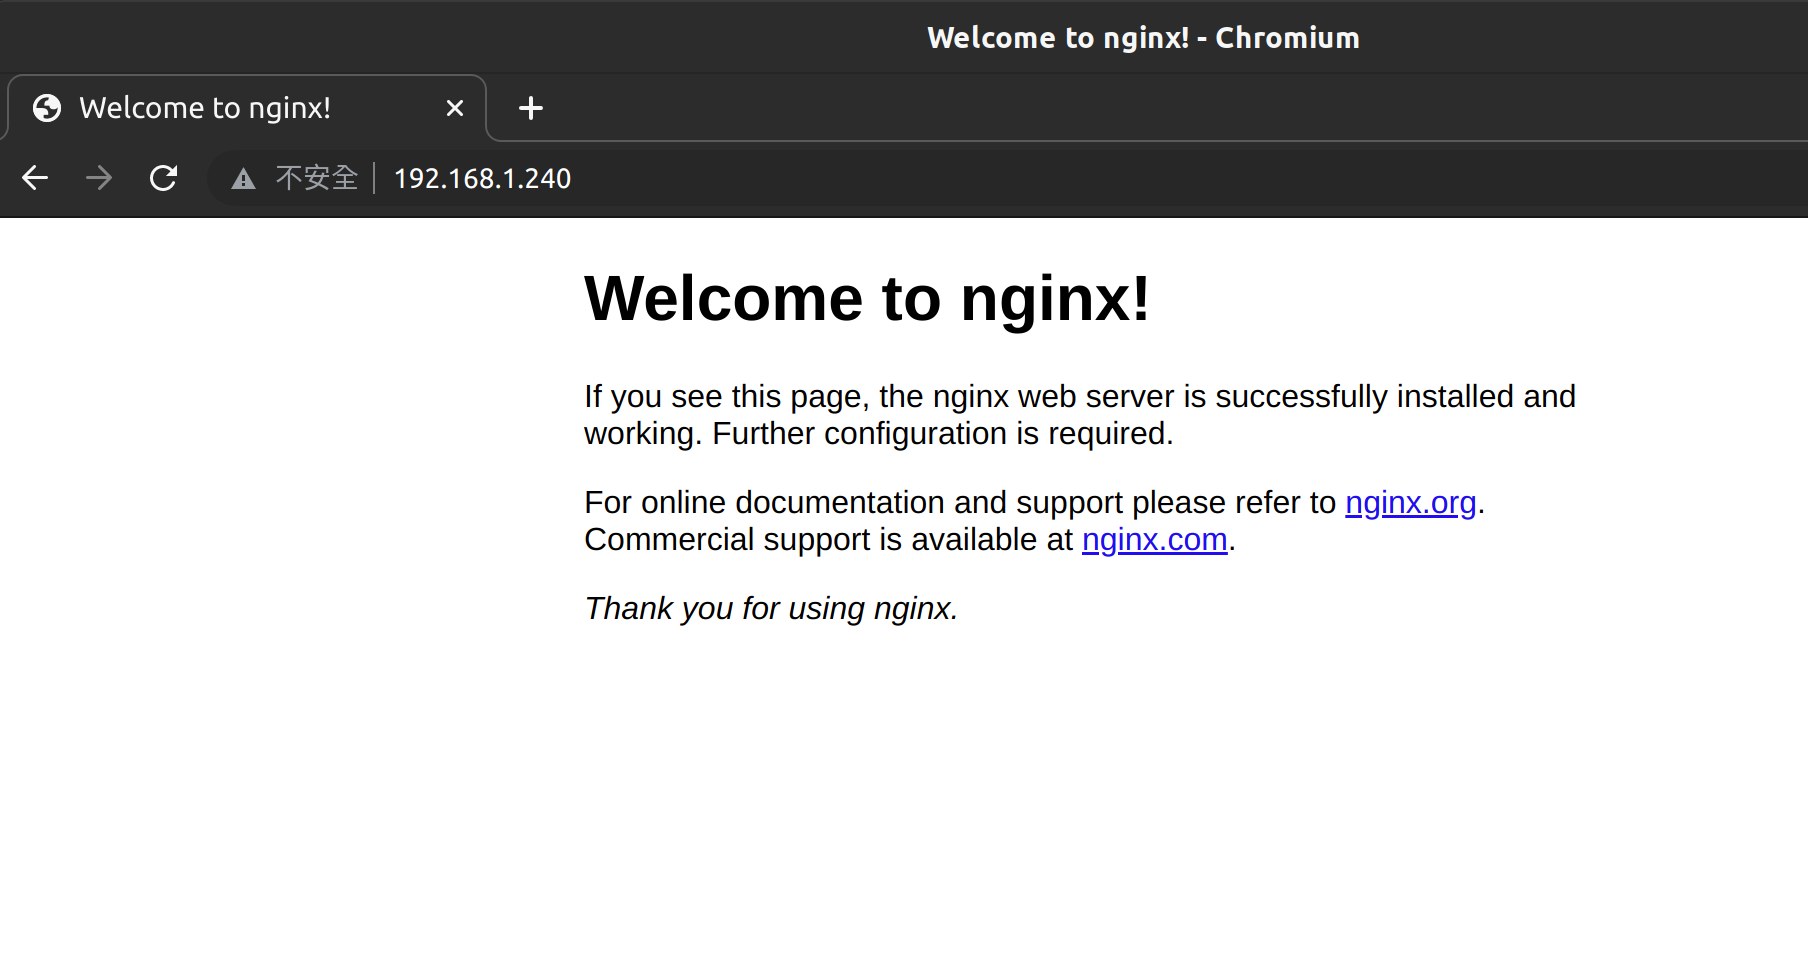 Welcome to nginx! - Chromium
Welcome to nginx!
不安全 192.168.1.240
Welcome to nginx!
If you see this page, the nginx web server is successfully installed and
working. Further configuration is required.
For online documentation and support please refer to nginx.org.
Commercial support is available at nginx.com.
Thank you for using nginx.